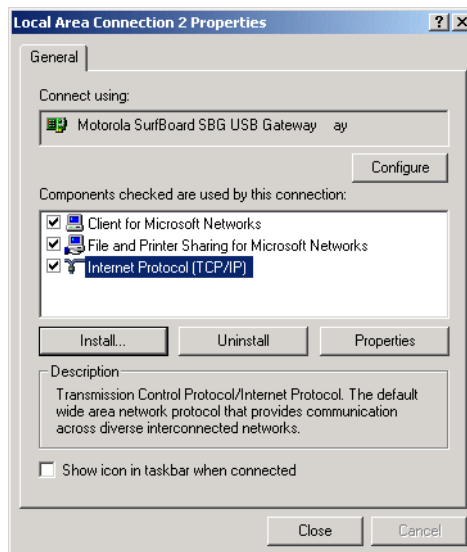 Local Area Connection 2 Properties
General
Connect using:
Motorola SurfBoard SBG USB Gateway ay
Configure
Components checked are used by this connection:
Client for Microsoft Networks
File and Printer Sharing for Microsoft Networks
Internet Protocol (TCP/IP)
Install... Uninstall Properties
Description
Transmission Control Protocol/Internet Protocol. The default
wide area network protocol that provides communication
across diverse interconnected networks.
Show icon in taskbar when connected
Close Cancel